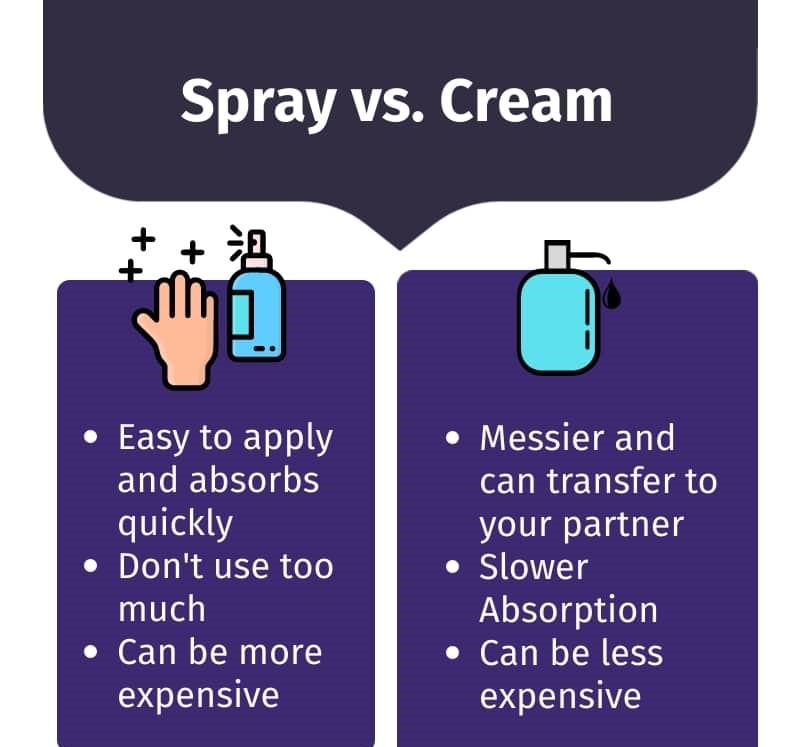 Spray vs. Cream
• Easy to apply
and absorbs
quickly
• Don't use too
much
• Can be more
expensive
• Messier and
can transfer to
your partner
• Slower
Absorption
• Can be less
expensive